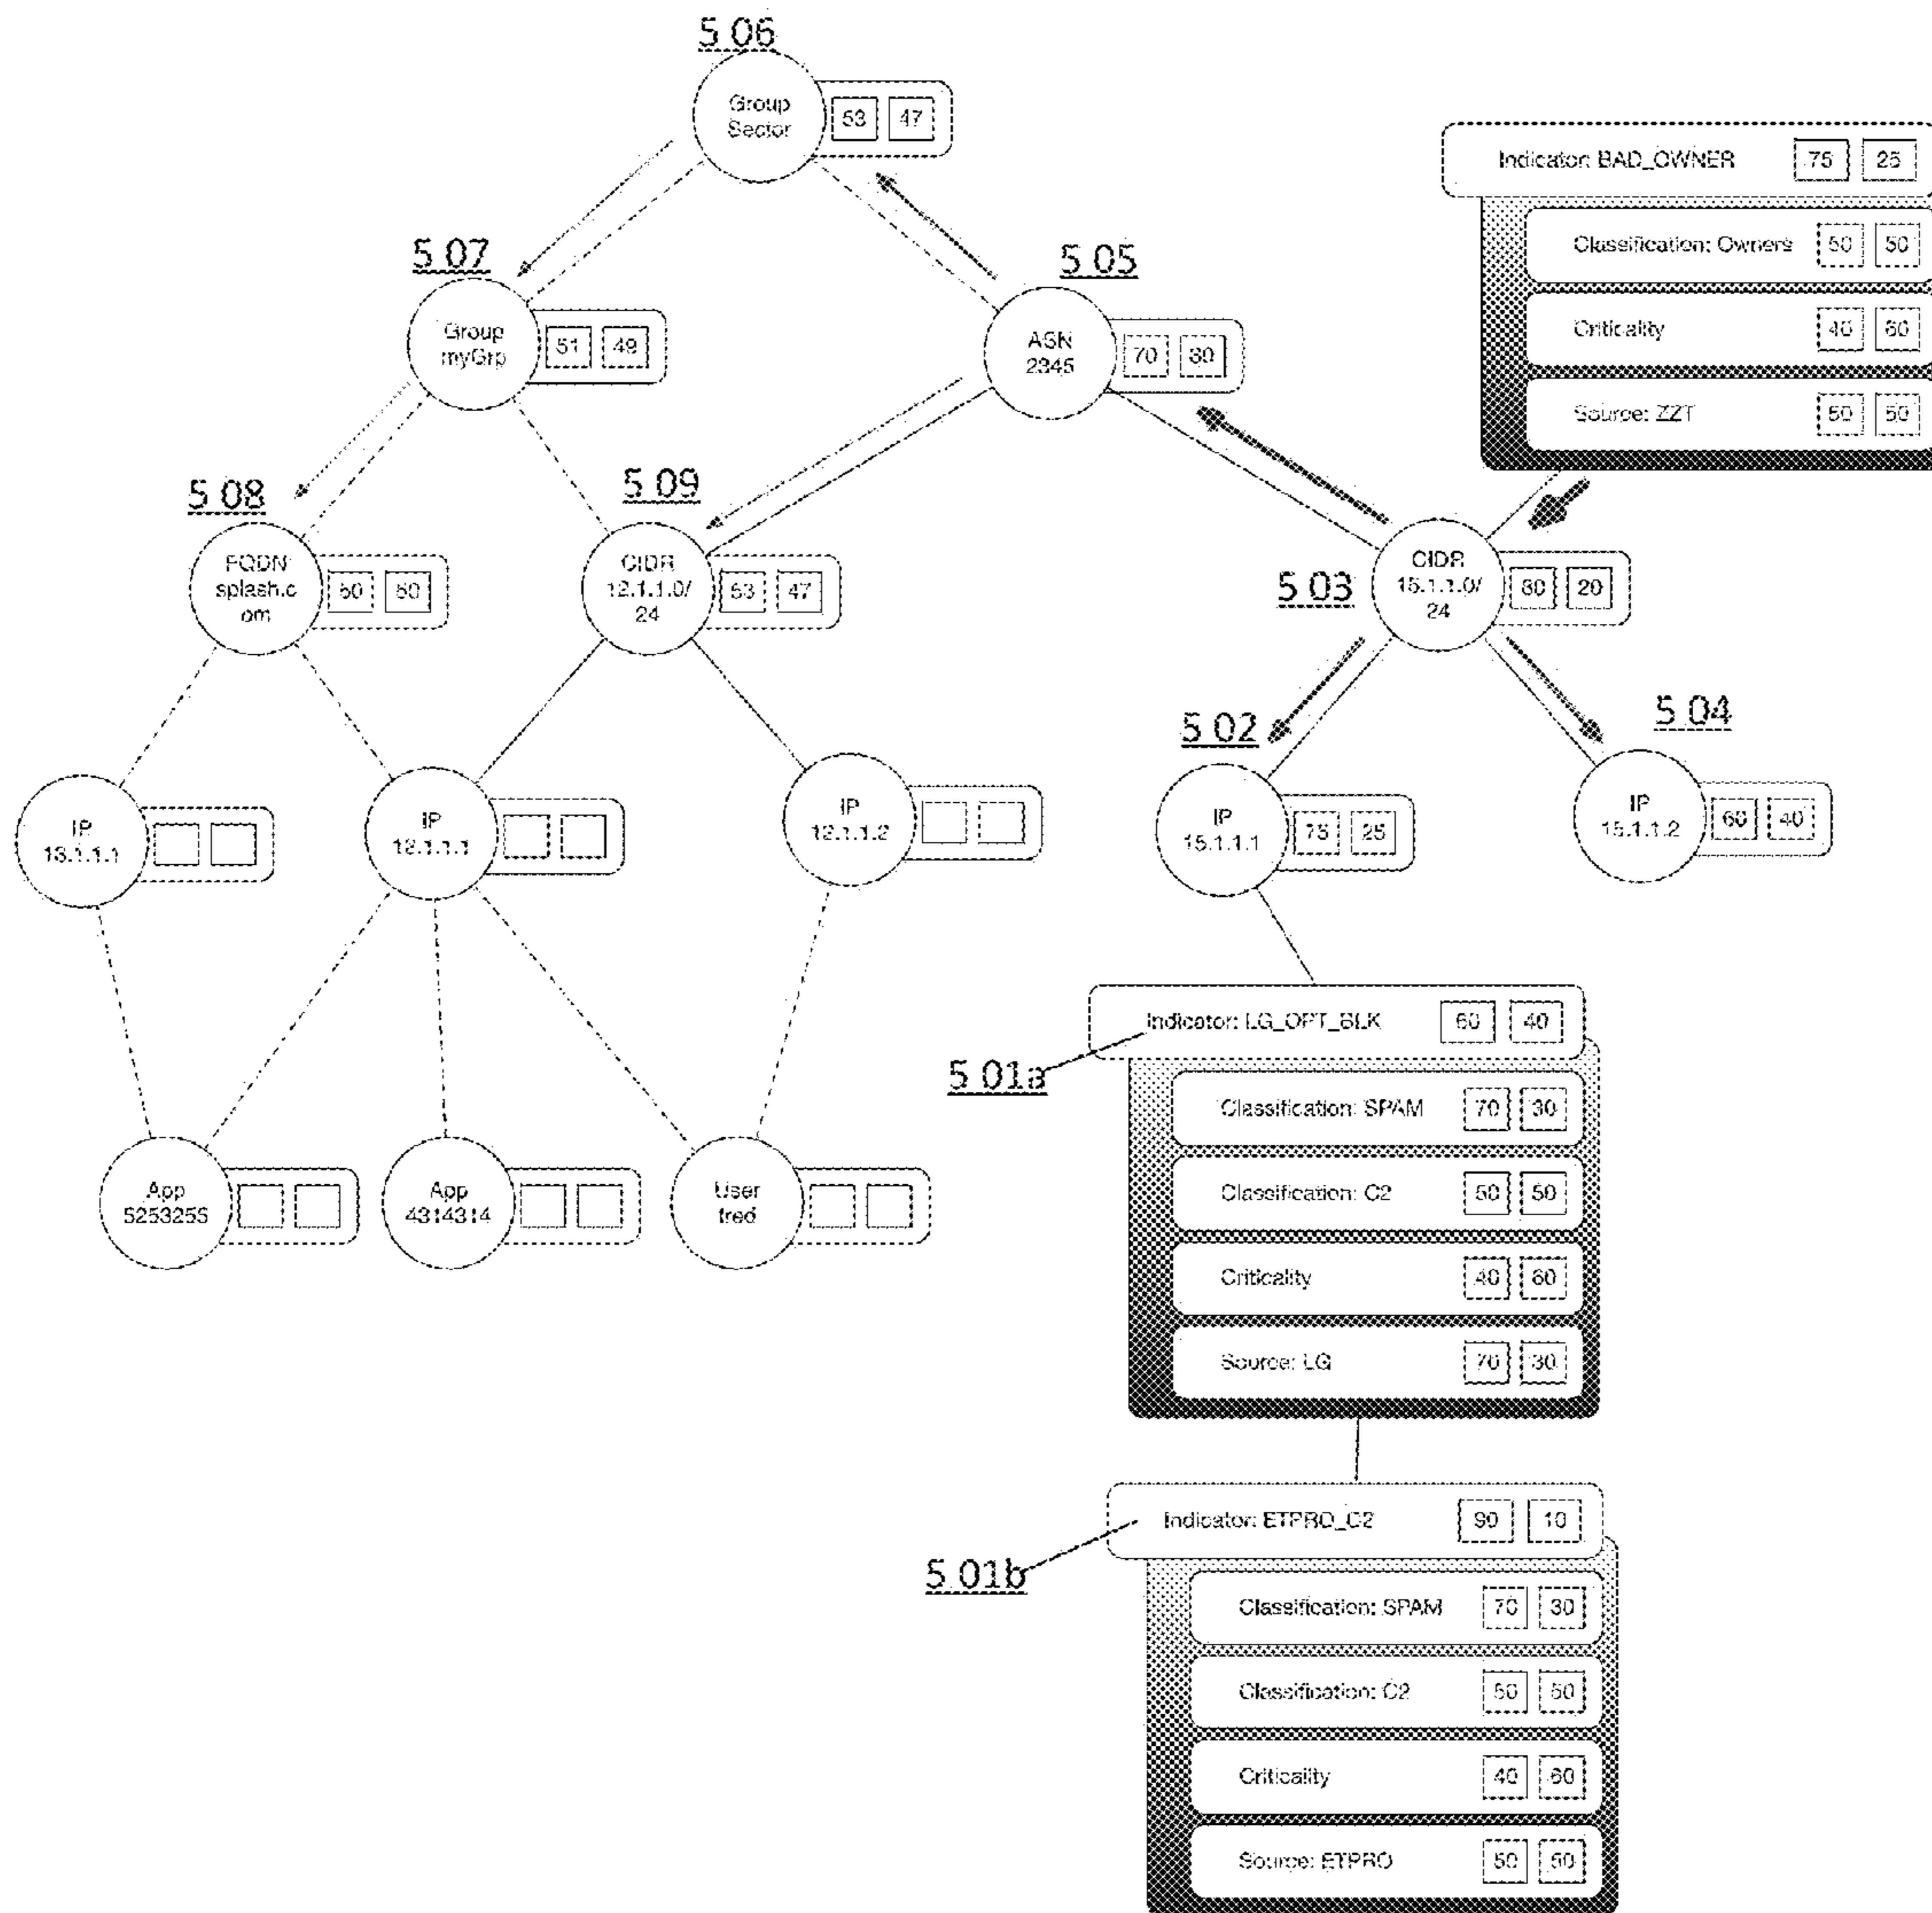 5 06
Group
Sector
53 47
Indicator: BAD_OWNER 75 25
Classification: Owners 50 50
Criticality 40 60
Source: ZZT 50 50
5 07
Group
myGrp
51 49
5 05
ASN
2345
70 30
5 08
FQDN
splash.c
om
50 50
5 09
CIDR
12.1.1.0/
24
53 47
5 03
CIDR
15.1.1.0/
24
80 20
5 02
IP
15.1.1.1
75 25
5 04
IP
15.1.1.2
60 40
IP
13.1.1.1
IP
12.1.1.1
IP
12.1.1.2
App
5253255
App
4314314
User
fred
5 01a
Indicator: LG_OPT_BLK 60 40
Classification: SPAM 70 30
Classification: C2 50 50
Criticality 40 60
Source: LG 70 30
5 01b
Indicator: ETPRO_C2 90 10
Classification: SPAM 70 30
Classification: C2 50 50
Criticality 40 60
Source: ETPRO 50 50